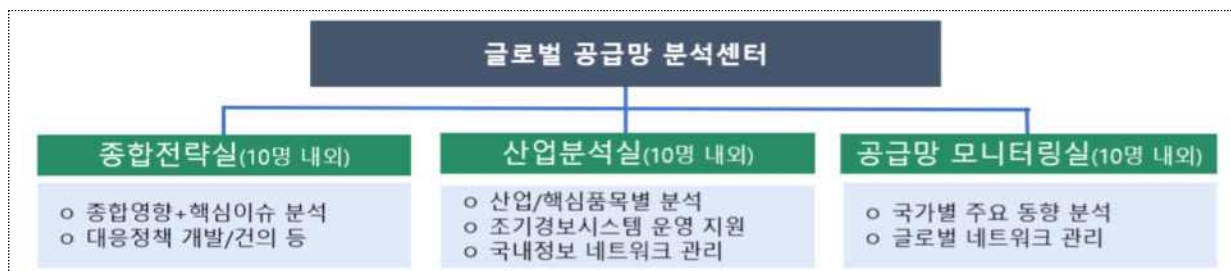 글로벌 공급망 분석센터
종합전략실(10명 내외)
o 종합영향+핵심이슈 분석
o 대응정책 개발/건의 등
산업분석실(10명 내외)
o 산업/핵심품목별 분석
o 조기경보시스템 운영 지원
o 국내정보 네트워크 관리
공급망 모니터링실(10명 내외)
o 국가별 주요 동향 분석
o 글로벌 네트워크 관리